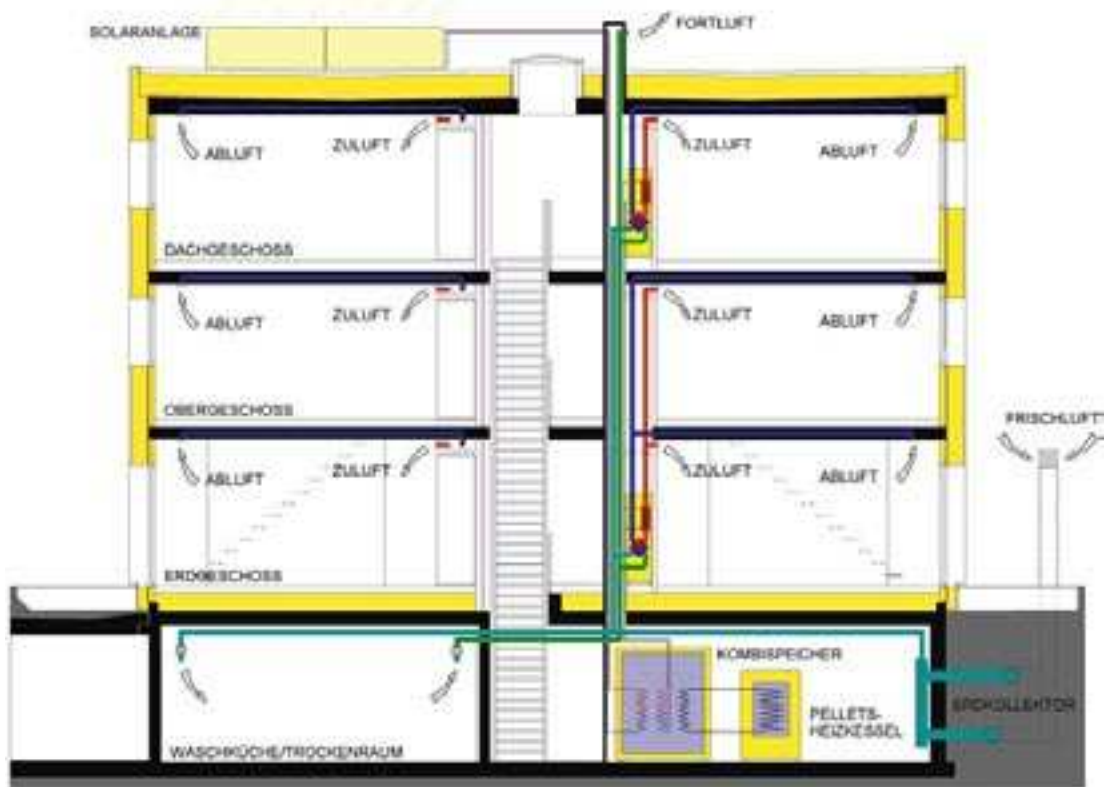 SOLARANLAGE
FORTLUFT
ABLUFT
ZULUFT
ZULUFT
ABLUFT
DACHGESCHOSS
ABLUFT
ZULUFT
ZULUFT
ABLUFT
OBERGESCHOSS
FRISCHLUFT
ABLUFT
ZULUFT
ZULUFT
ABLUFT
ERDGESCHOSS
KOMBISPEICHER
ERDKOLLEKTOR
PELLETS-
HEIZKESSEL
WASCHKÜCHE/TROCKENRAUM